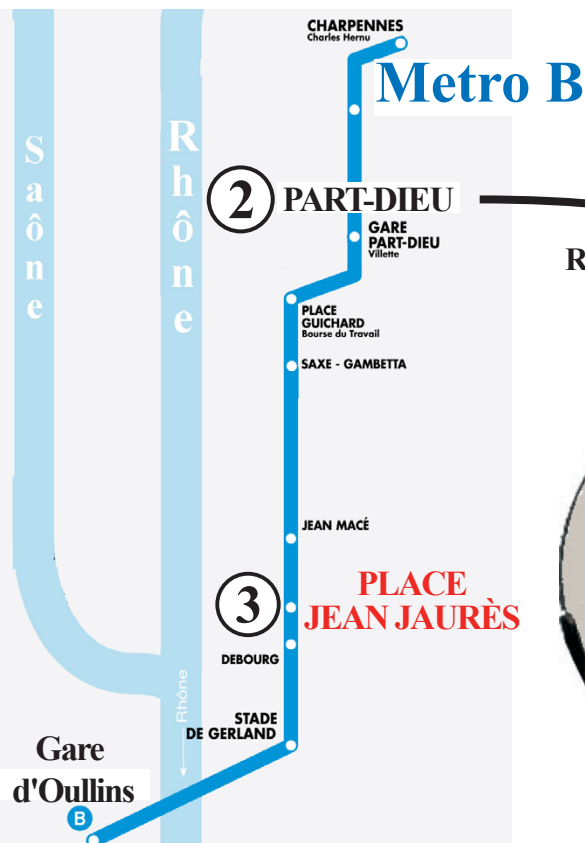 CHARPENNES
Charles Hernu
Metro B
Saône
Rhône
2 PART-DIEU
GARE
PART-DIEU
Villette
R
PLACE
GUICHARD
Bourse du Travail
SAXE - GAMBETTA
JEAN MACÉ
3
PLACE
JEAN JAURÈS
DEBOURG
Rhône
STADE
DE GERLAND
Gare
d'Oullins
B